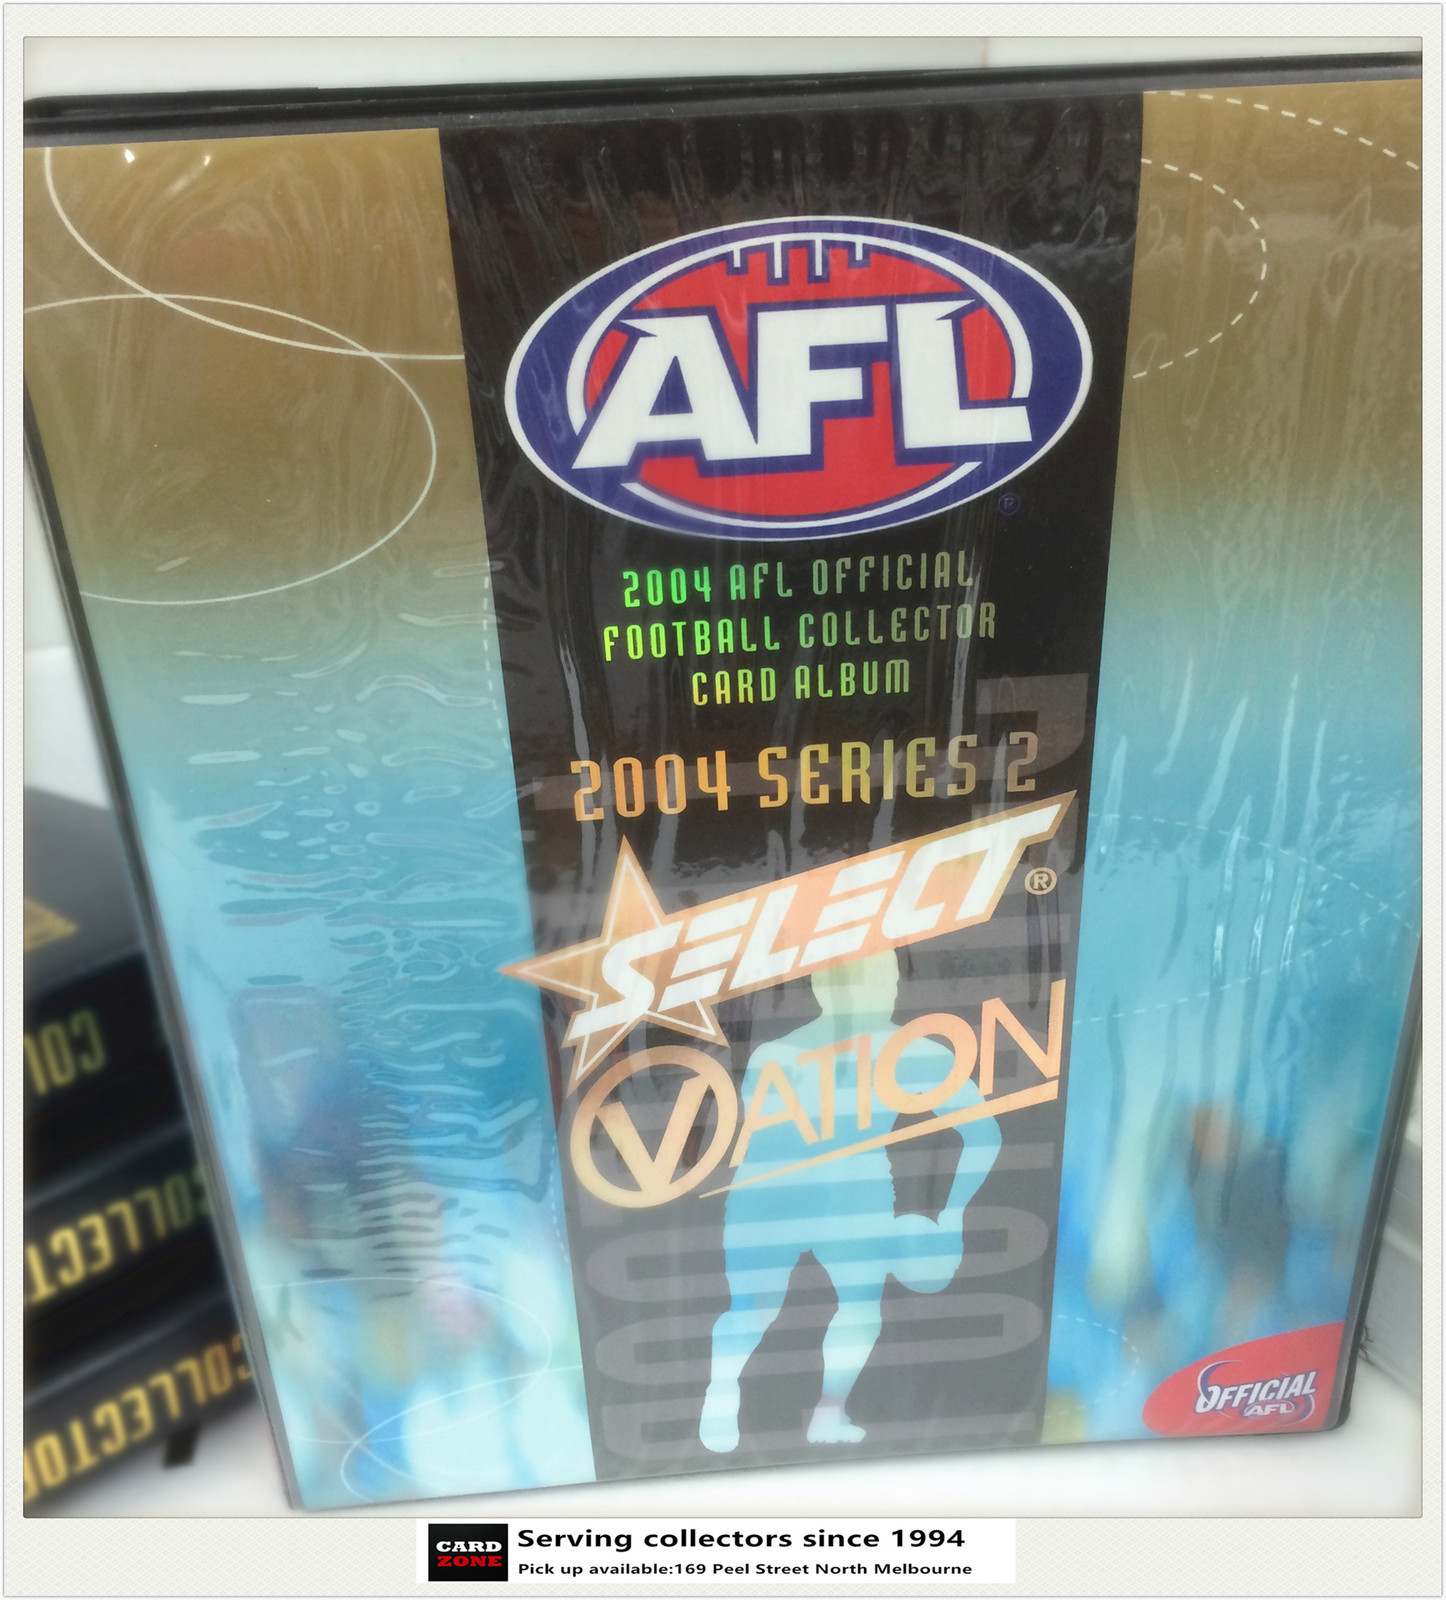 AFL
®
2004 AFL OFFICIAL
FOOTBALL COLLECTOR
CARD ALBUM
2004 SERIES 2
SELECT®
OVATION
OFFICIAL
AFL
COLLECTOR
COLLECTOR
CARD
ZONE
Serving collectors since 1994
Pick up available:169 Peel Street North Melbourne